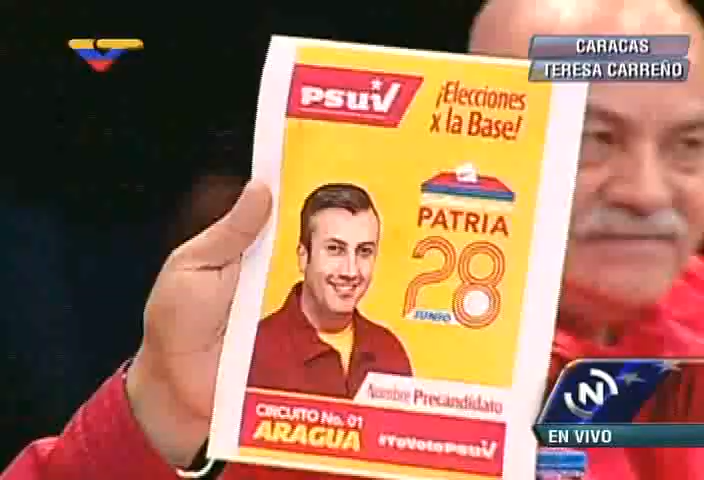 CARACAS
TERESA CARREÑO
PSUV
¡Elecciones
x la Base!
PATRIA
28
JUNIO
Nombre Precandidato
CIRCUITO No. 01
ARAGUA
#YoVotoPSUV
N
EN VIVO